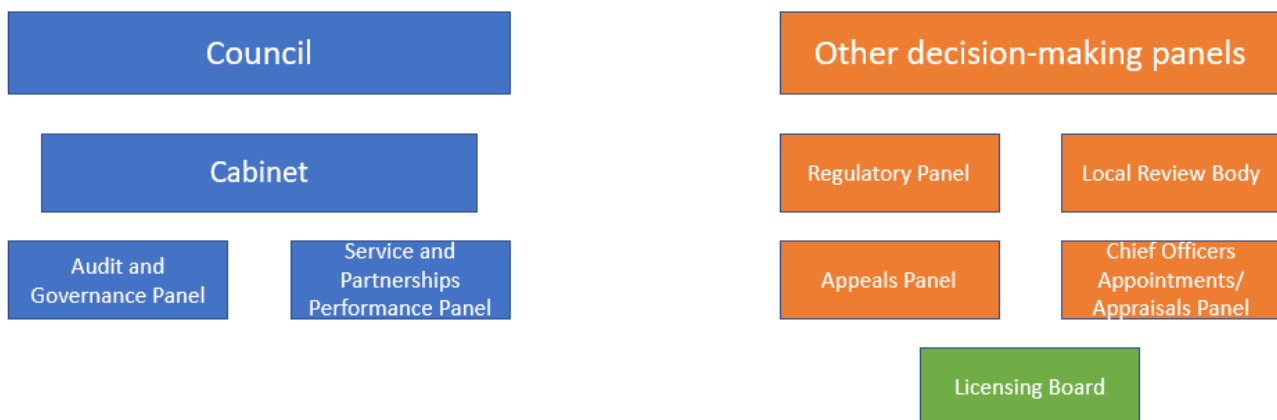 Council
Cabinet
Audit and
Governance Panel
Service and
Partnerships
Performance Panel
Other decision-making panels
Regulatory Panel
Local Review Body
Appeals Panel
Chief Officers
Appointments/
Appraisals Panel
Licensing Board